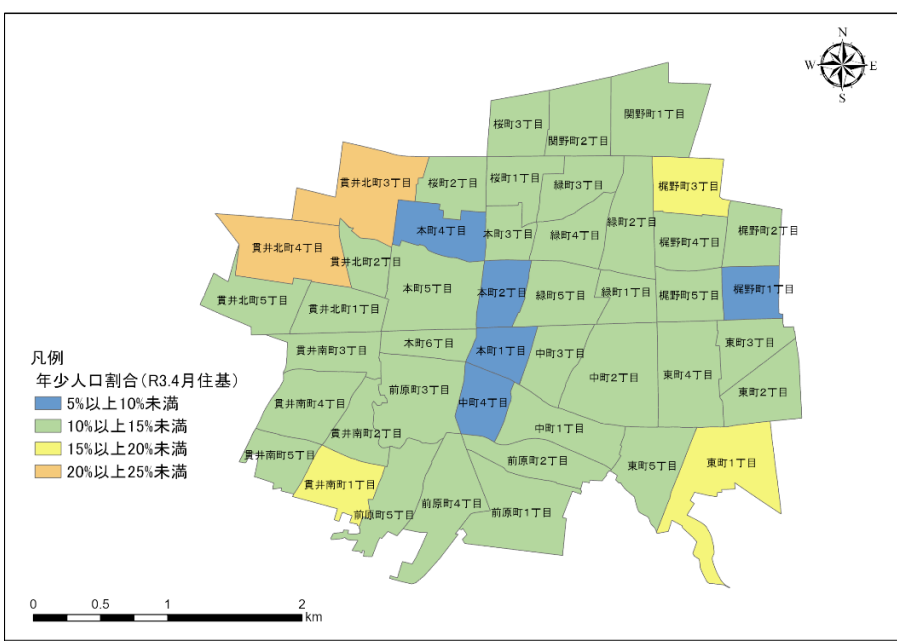 N
W
E
S
関野町1丁目
桜町3丁目
関野町2丁目
貫井北町3丁目
桜町2丁目
桜町1丁目
緑町3丁目
梶野町3丁目
緑町2丁目
本町4丁目
本町3丁目
緑町4丁目
梶野町4丁目
梶野町2丁目
貫井北町4丁目
貫井北町2丁目
本町5丁目
本町2丁目
緑町5丁目
緑町1丁目
梶野町5丁目
梶野町1丁目
貫井北町5丁目
貫井北町1丁目
貫井南町3丁目
本町6丁目
本町1丁目
中町3丁目
東町3丁目
中町2丁目
東町4丁目
前原町3丁目
東町2丁目
中町4丁目
貫井南町4丁目
貫井南町2丁目
中町1丁目
貫井南町5丁目
前原町2丁目
東町5丁目
東町1丁目
貫井南町1丁目
前原町4丁目
前原町5丁目
前原町1丁目
凡例
年少人口割合(R3.4月住基)
5%以上10%未満
10%以上15%未満
15%以上20%未満
20%以上25%未満
0 0.5 1 2
km